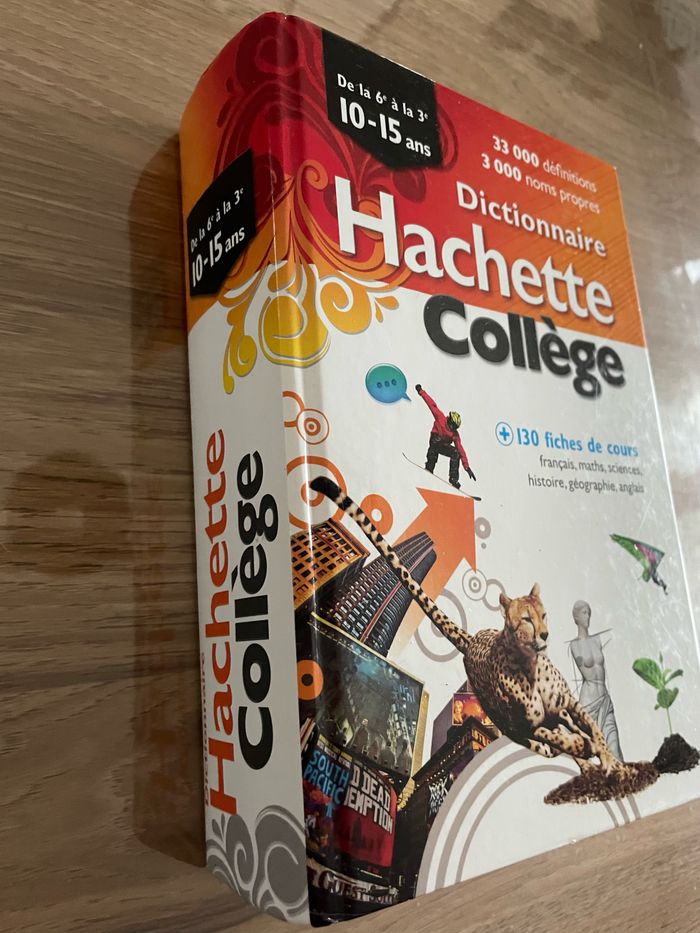 De la 6e à la 3e
10-15 ans
33 000 définitions
3 000 noms propres
Dictionnaire
Hachette
Collège
+ 130 fiches de cours
français, maths, sciences,
histoire, géographie, anglais
De la 6e à la 3e
10-15 ans
Dictionnaire
Hachette
Collège
SOUTH
PACIFIC
D DEAD
EMPTION